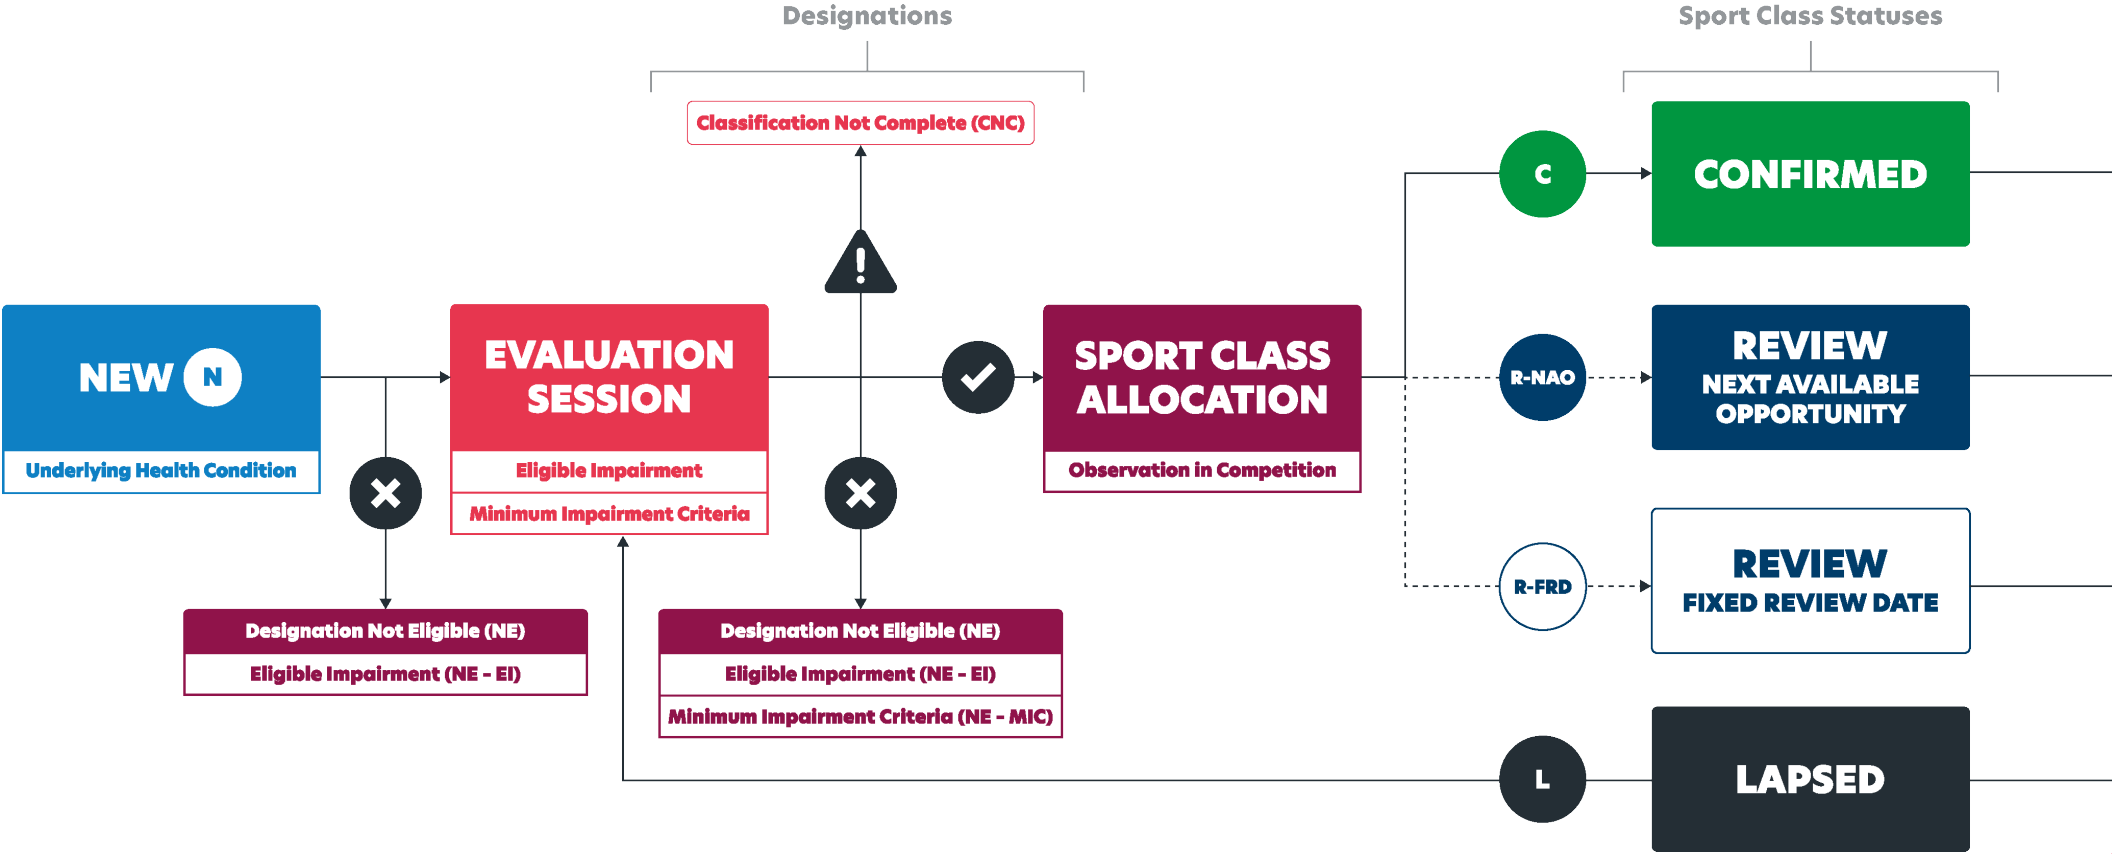 Designations
Sport Class Statuses
Classification Not Complete (CNC)
C
CONFIRMED
NEW N
Underlying Health Condition
EVALUATION
SESSION
Eligible Impairment
Minimum Impairment Criteria
SPORT CLASS
ALLOCATION
Observation in Competition
R-NAO
REVIEW
NEXT AVAILABLE
OPPORTUNITY
R-FRD
REVIEW
FIXED REVIEW DATE
Designation Not Eligible (NE)
Eligible Impairment (NE - EI)
Designation Not Eligible (NE)
Eligible Impairment (NE - EI)
Minimum Impairment Criteria (NE - MIC)
L
LAPSED